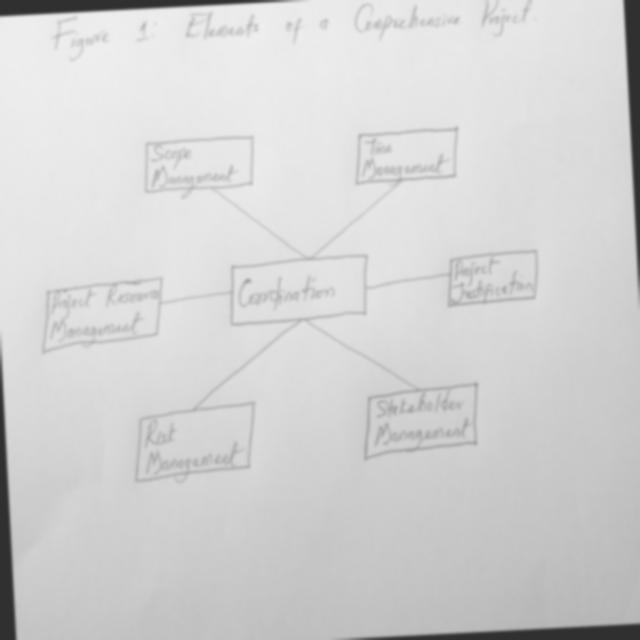 Figure 1: Elements of a Comprehensive Project.
Scope
Management
Time
Management
Project Resource
Management
Coordination
Project
Justification
Risk
Management
Stakeholder
Management